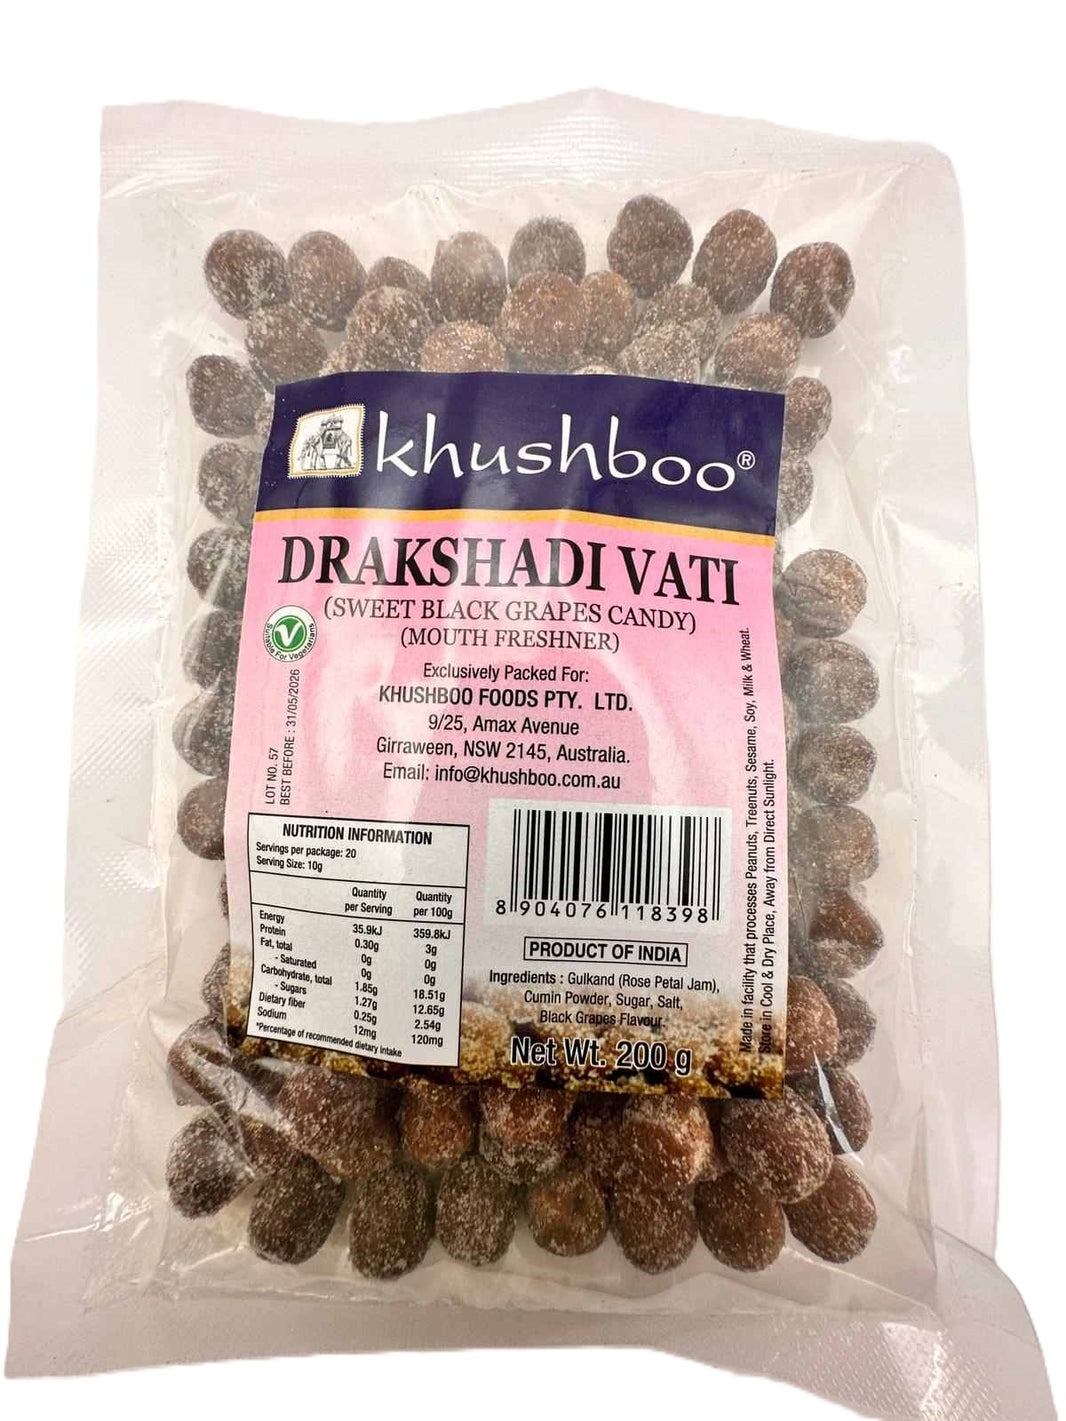 khushboo®
DRAKSHADI VATI
(SWEET BLACK GRAPES CANDY)
(MOUTH FRESHNER)
Suitable For Vegetarians
Exclusively Packed For:
KHUSHBOO FOODS PTY. LTD.
9/25, Amax Avenue
Girraween, NSW 2145, Australia.
Email: info@khushboo.com.au
LOT NO. 57
BEST BEFORE : 31/05/2026
NUTRITION INFORMATION
Servings per package: 20
Serving Size: 10g
Quantity per Serving Quantity per 100g
Energy 35.9kJ 359.8kJ
Protein 0.30g 3g
Fat, total 0g 0g
- Saturated 0g 0g
Carbohydrate, total 1.85g 18.51g
- Sugars 1.27g 12.65g
Dietary fiber 0.25g 2.54g
Sodium 12mg 120mg
*Percentage of recommended dietary intake
8 904076 118398
PRODUCT OF INDIA
Ingredients : Gulkand (Rose Petal Jam),
Cumin Powder, Sugar, Salt,
Black Grapes Flavour.
Net Wt. 200 g
Made in facility that processes Peanuts, Treenuts, Sesame, Soy, Milk & Wheat.
Store in Cool & Dry Place, Away from Direct Sunlight.